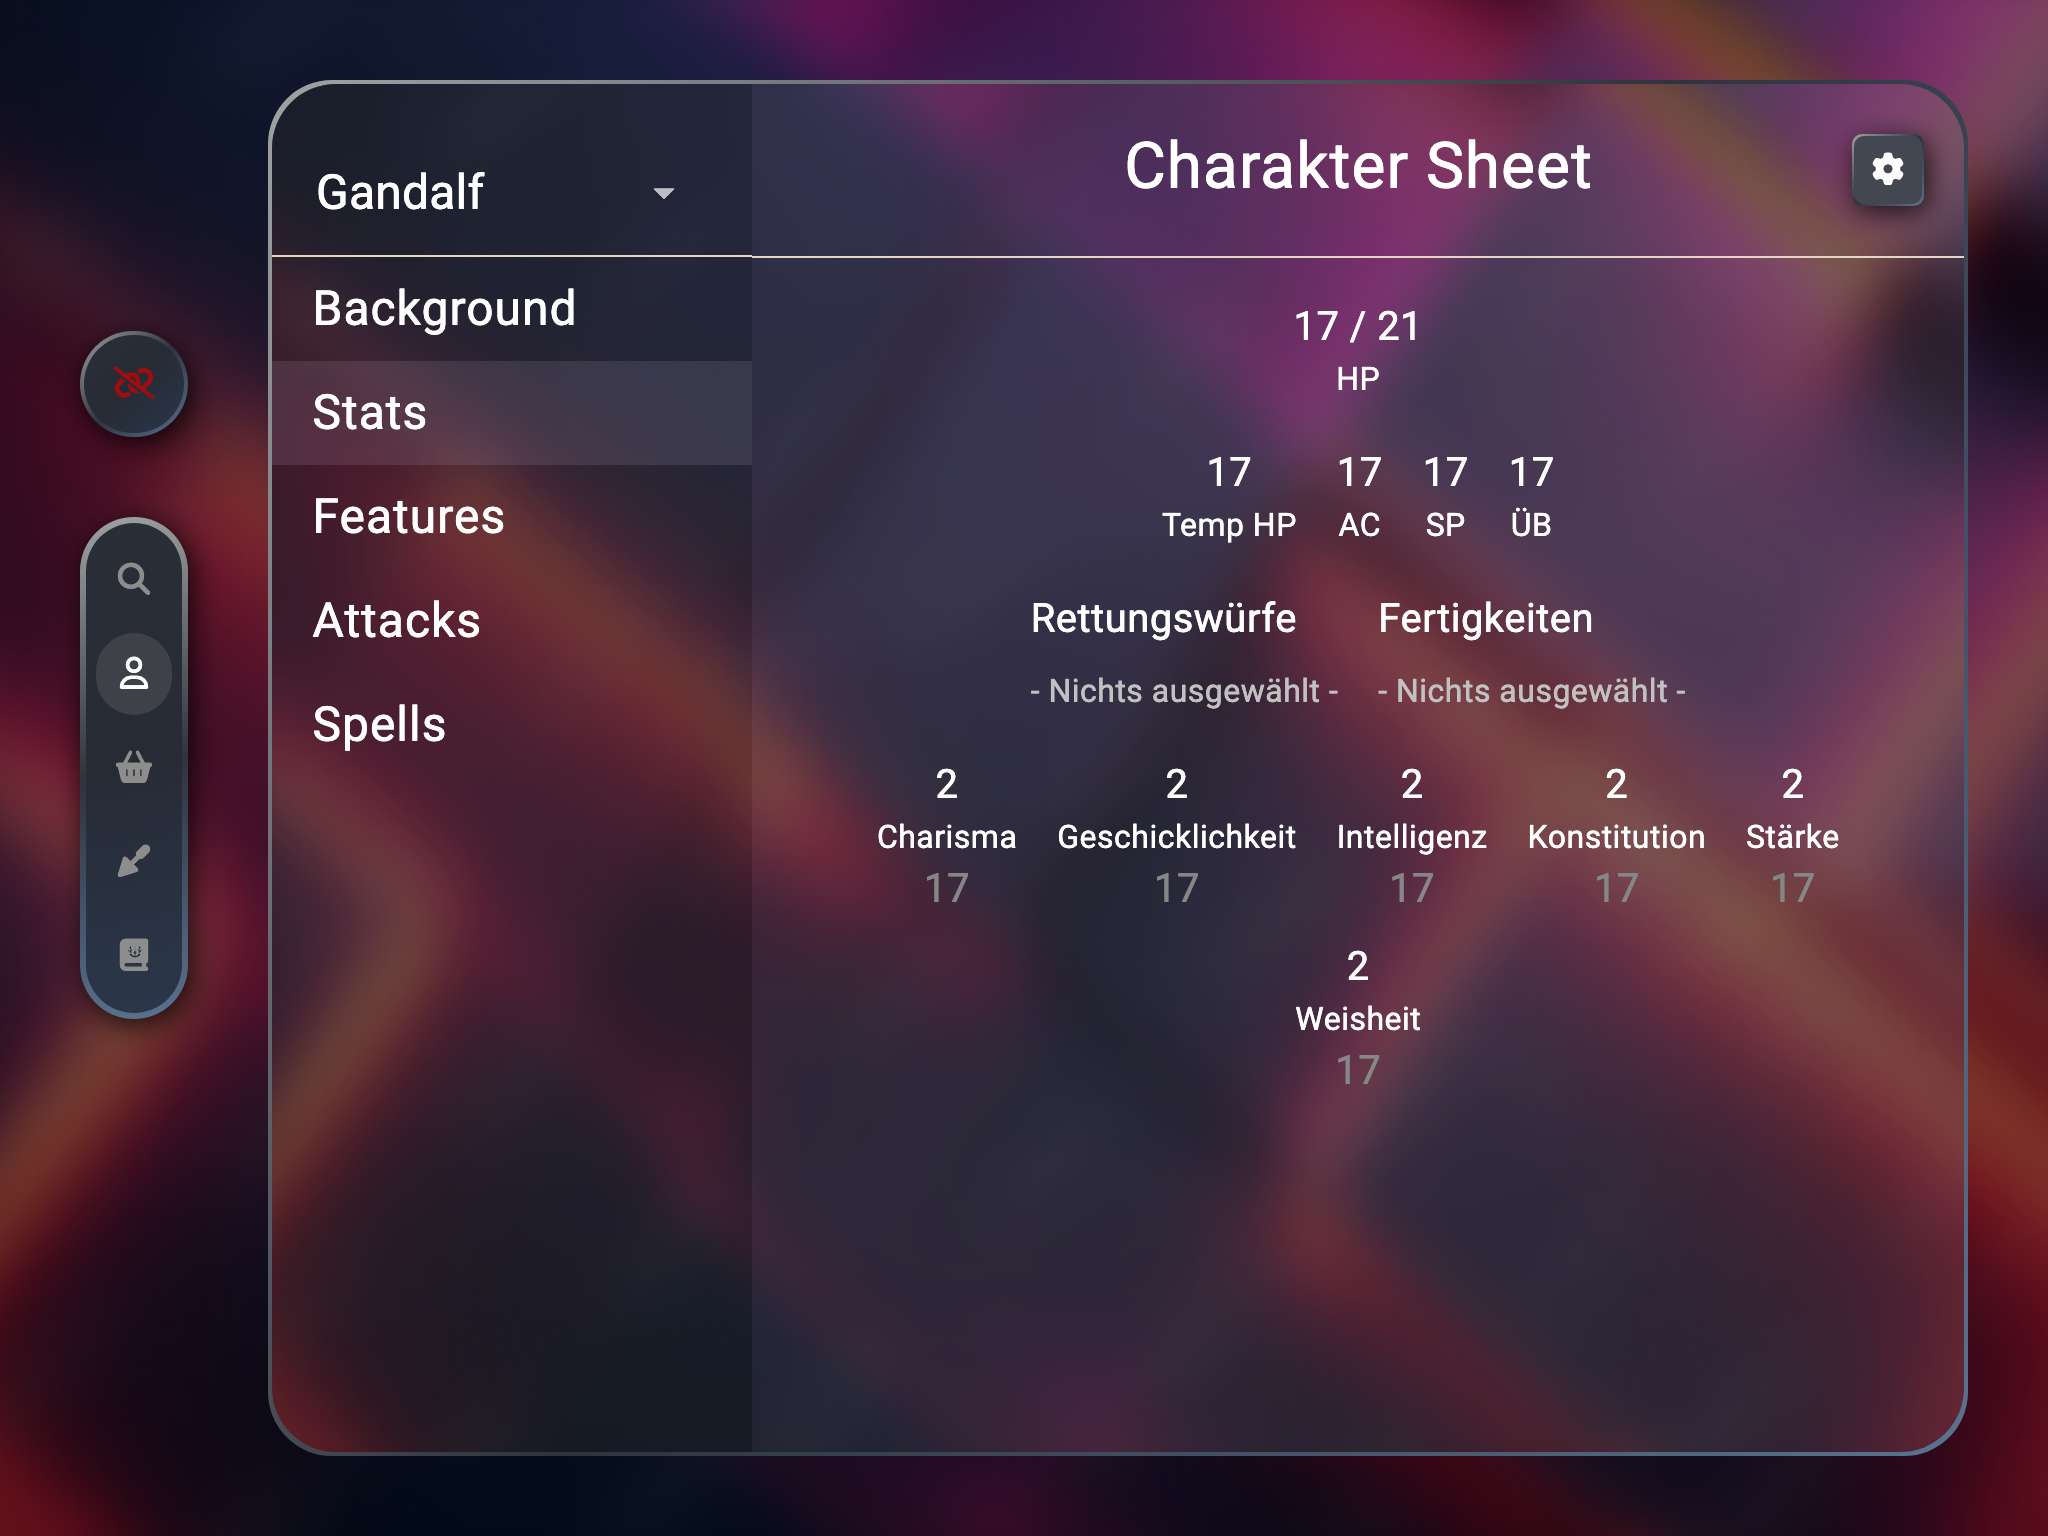 Gandalf
Charakter Sheet
Background
Stats
Features
Attacks
Spells
17 / 21
HP
17 17 17 17
Temp HP AC SP ÜB
Rettungswürfe Fertigkeiten
- Nichts ausgewählt - - Nichts ausgewählt -
2 2 2 2 2
Charisma Geschicklichkeit Intelligenz Konstitution Stärke
17 17 17 17 17
2
Weisheit
17